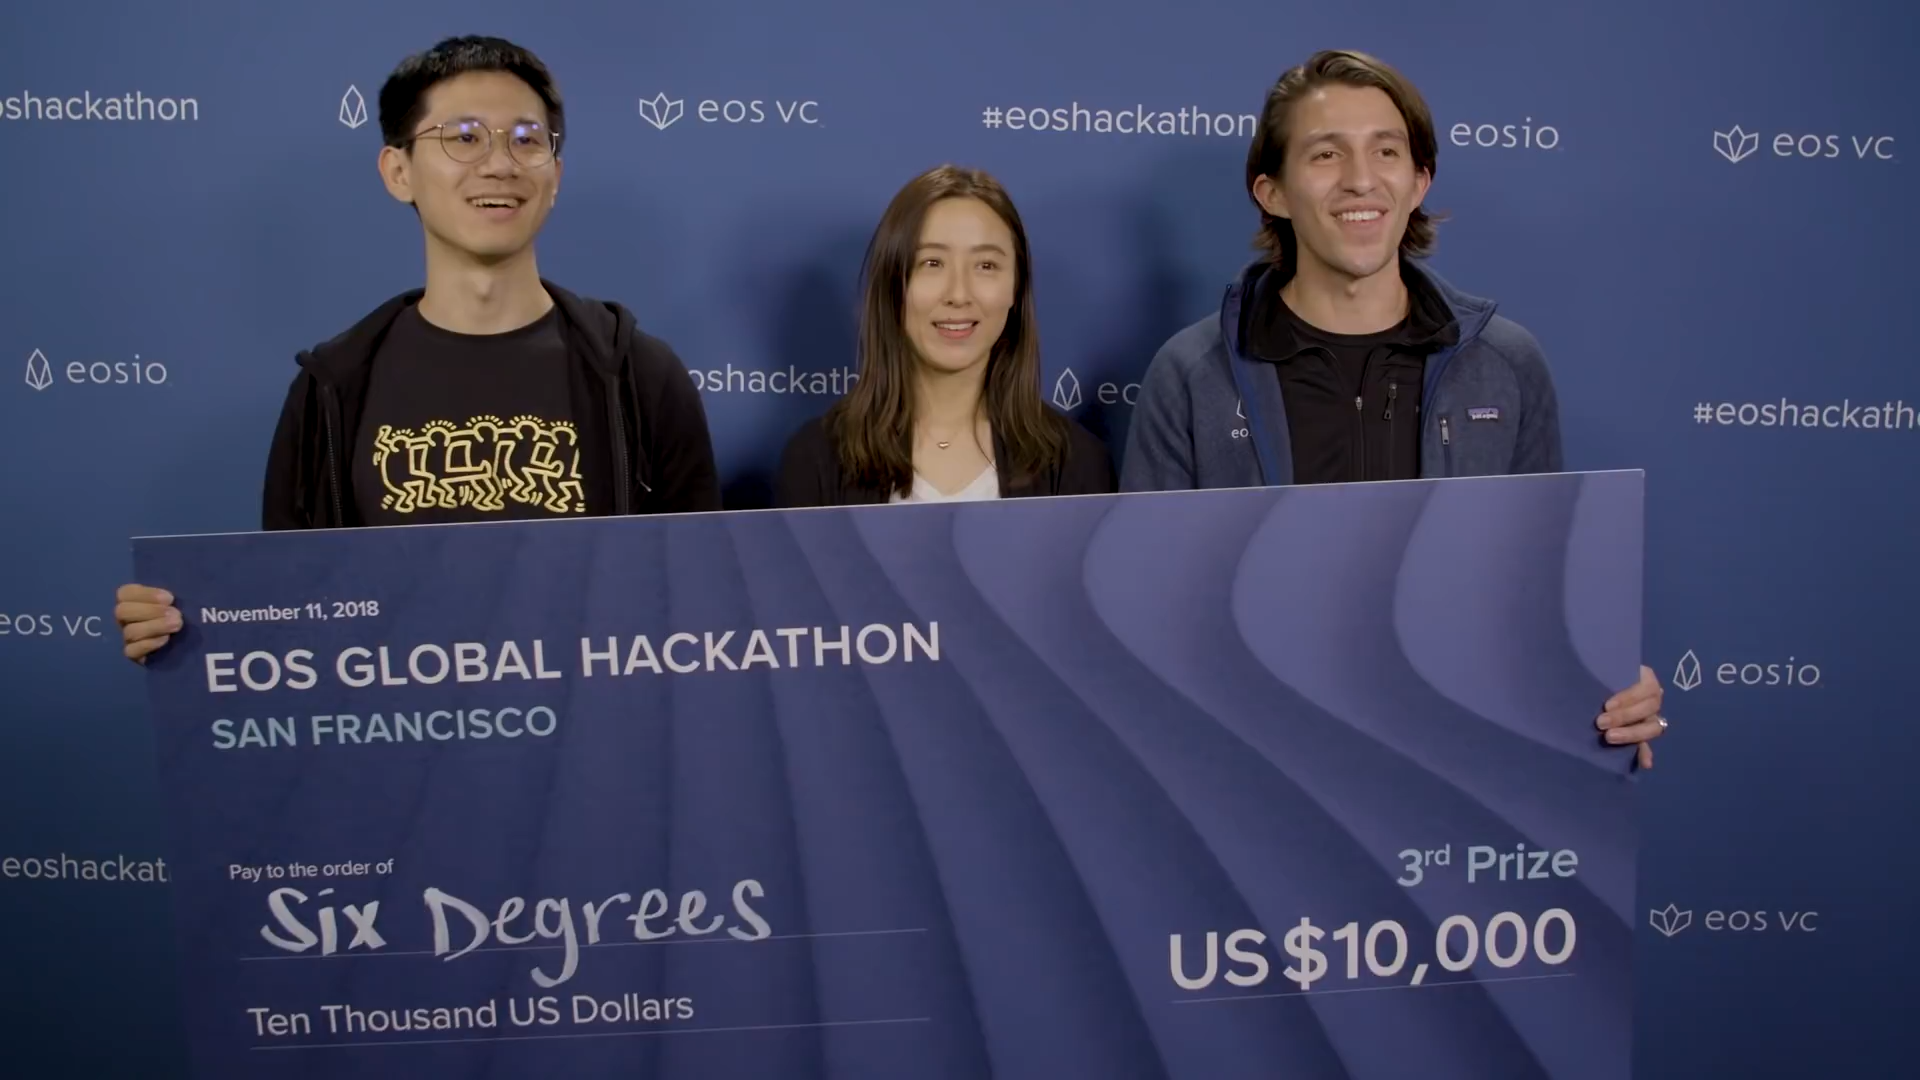 shackathon
eos vc
#eoshackathon
eosio
eos vc
eosio
oshackath
#eoshackath
eos vc
eosio
eoshackat
eos vc
November 11, 2018
EOS GLOBAL HACKATHON
SAN FRANCISCO
Pay to the order of
Six Degrees
Ten Thousand US Dollars
3rd Prize
US $10,000